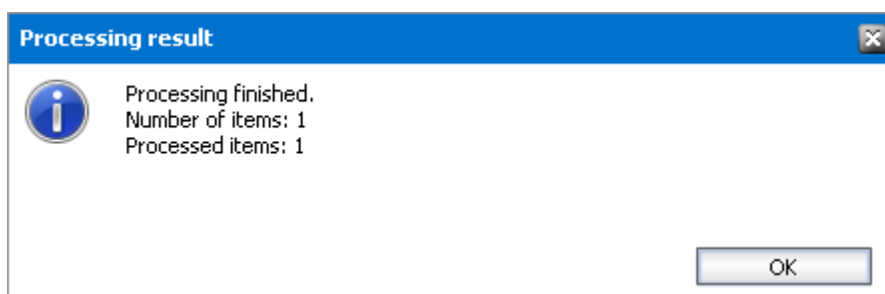 Processing result
Processing finished.
Number of items: 1
Processed items: 1
OK